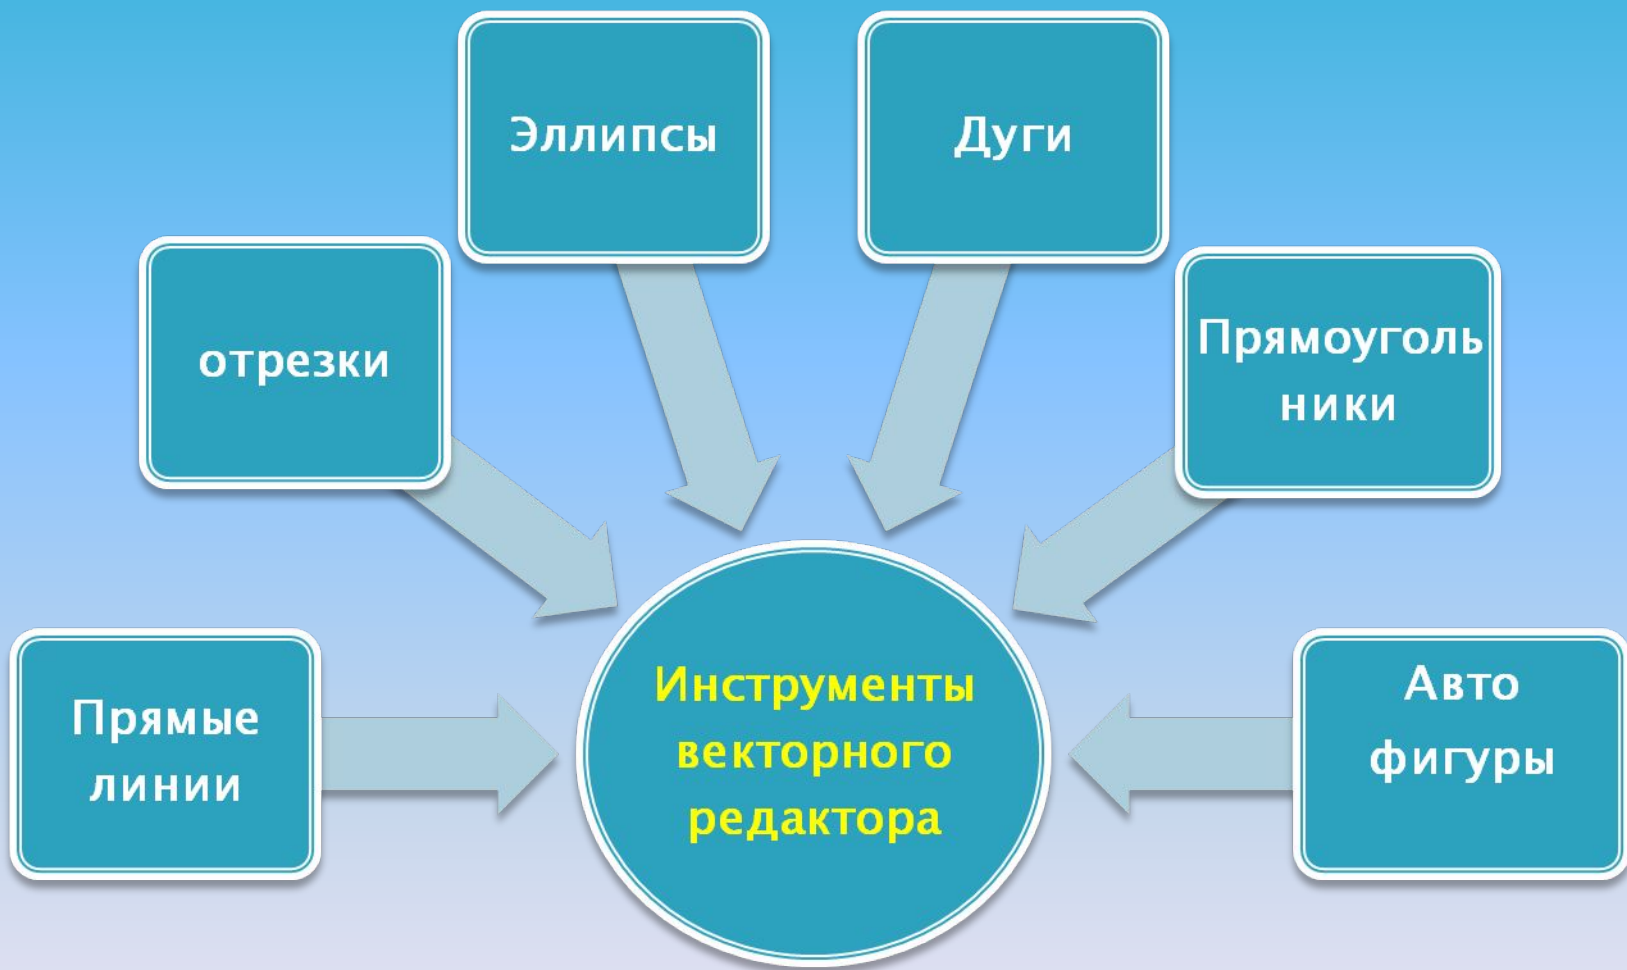 Эллипсы
Дуги
отрезки
Прямоуголь
ники
Прямые
линии
Инструменты
векторного
редактора
Авто
фигуры